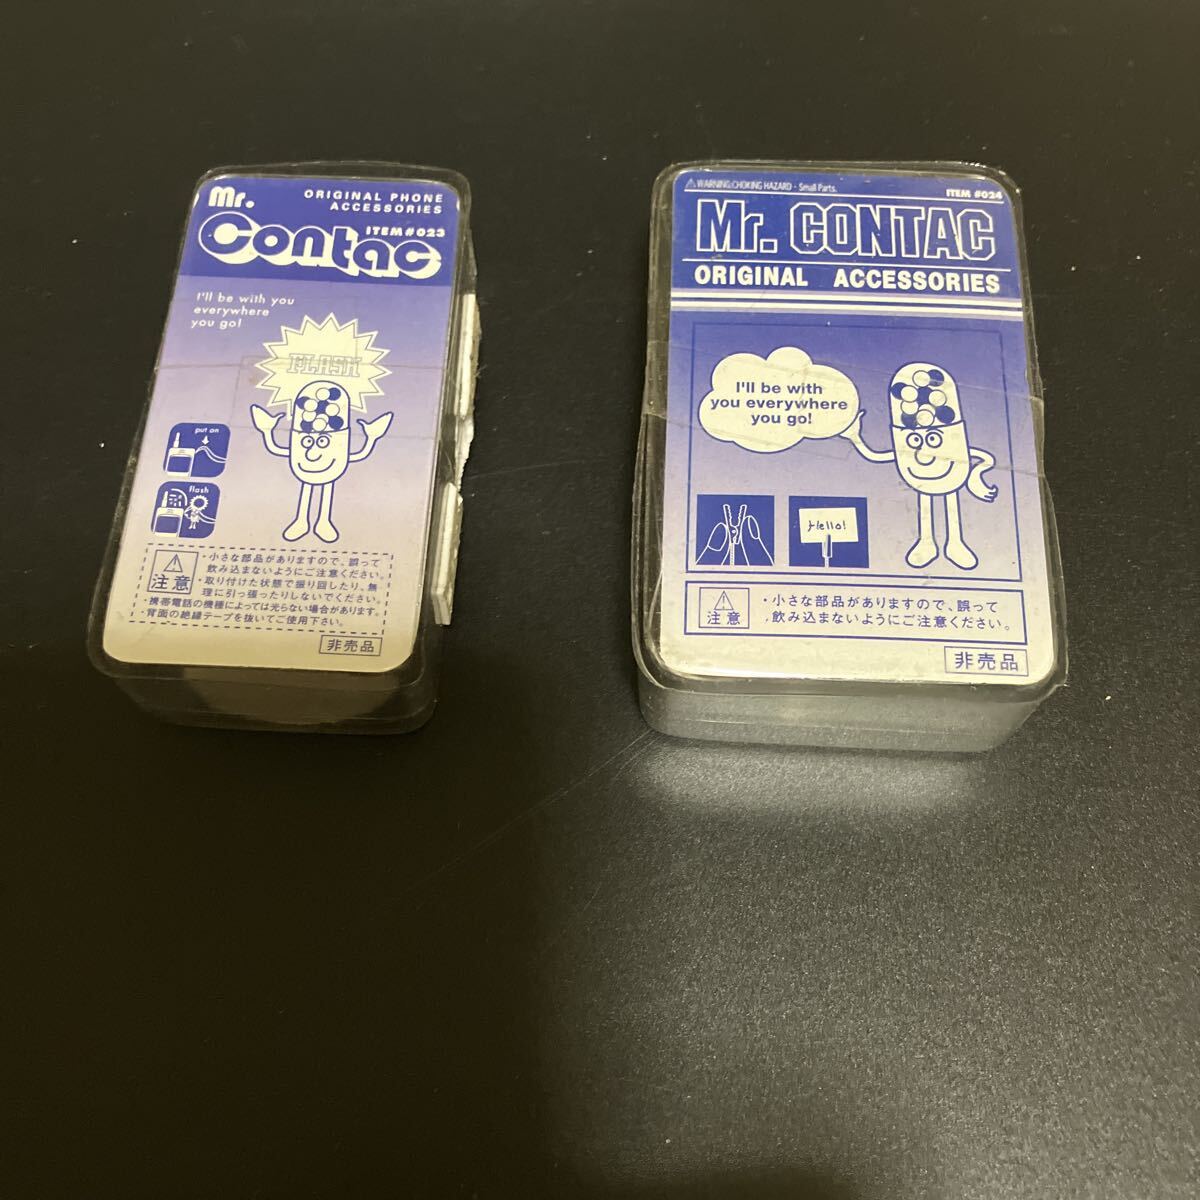 Mr.
ORIGINAL PHONE
ACCESSORIES
ITEM#023
Contac
I'll be with you
everywhere
you go!
FLASH
put on
flash
注意
・小さな部品がありますので、誤って
飲み込まないようにご注意ください。
・取り付けた状態で振り回したり、無
理に引っ張ったりしないでください。
・携帯電話の機種によっては光らない場合があります。
・背面の絶縁テープを抜いてご使用下さい。
非売品
⚠WARNING:CHOKING HAZARD - Small Parts.
ITEM #024
Mr. CONTAC
ORIGINAL ACCESSORIES
I'll be with
you everywhere
you go!
Hello!
注意
・小さな部品がありますので、誤って
飲み込まないようにご注意ください。
非売品